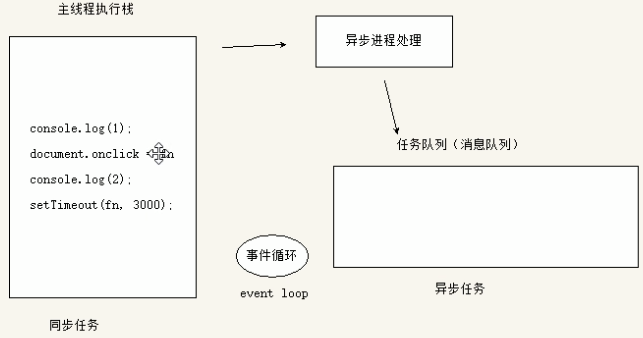 主线程执行栈
异步进程处理
console.log(1);
document.onclick = fn
console.log(2);
setTimeout(fn, 3000);
任务队列（消息队列）
事件循环
event loop
异步任务
同步任务